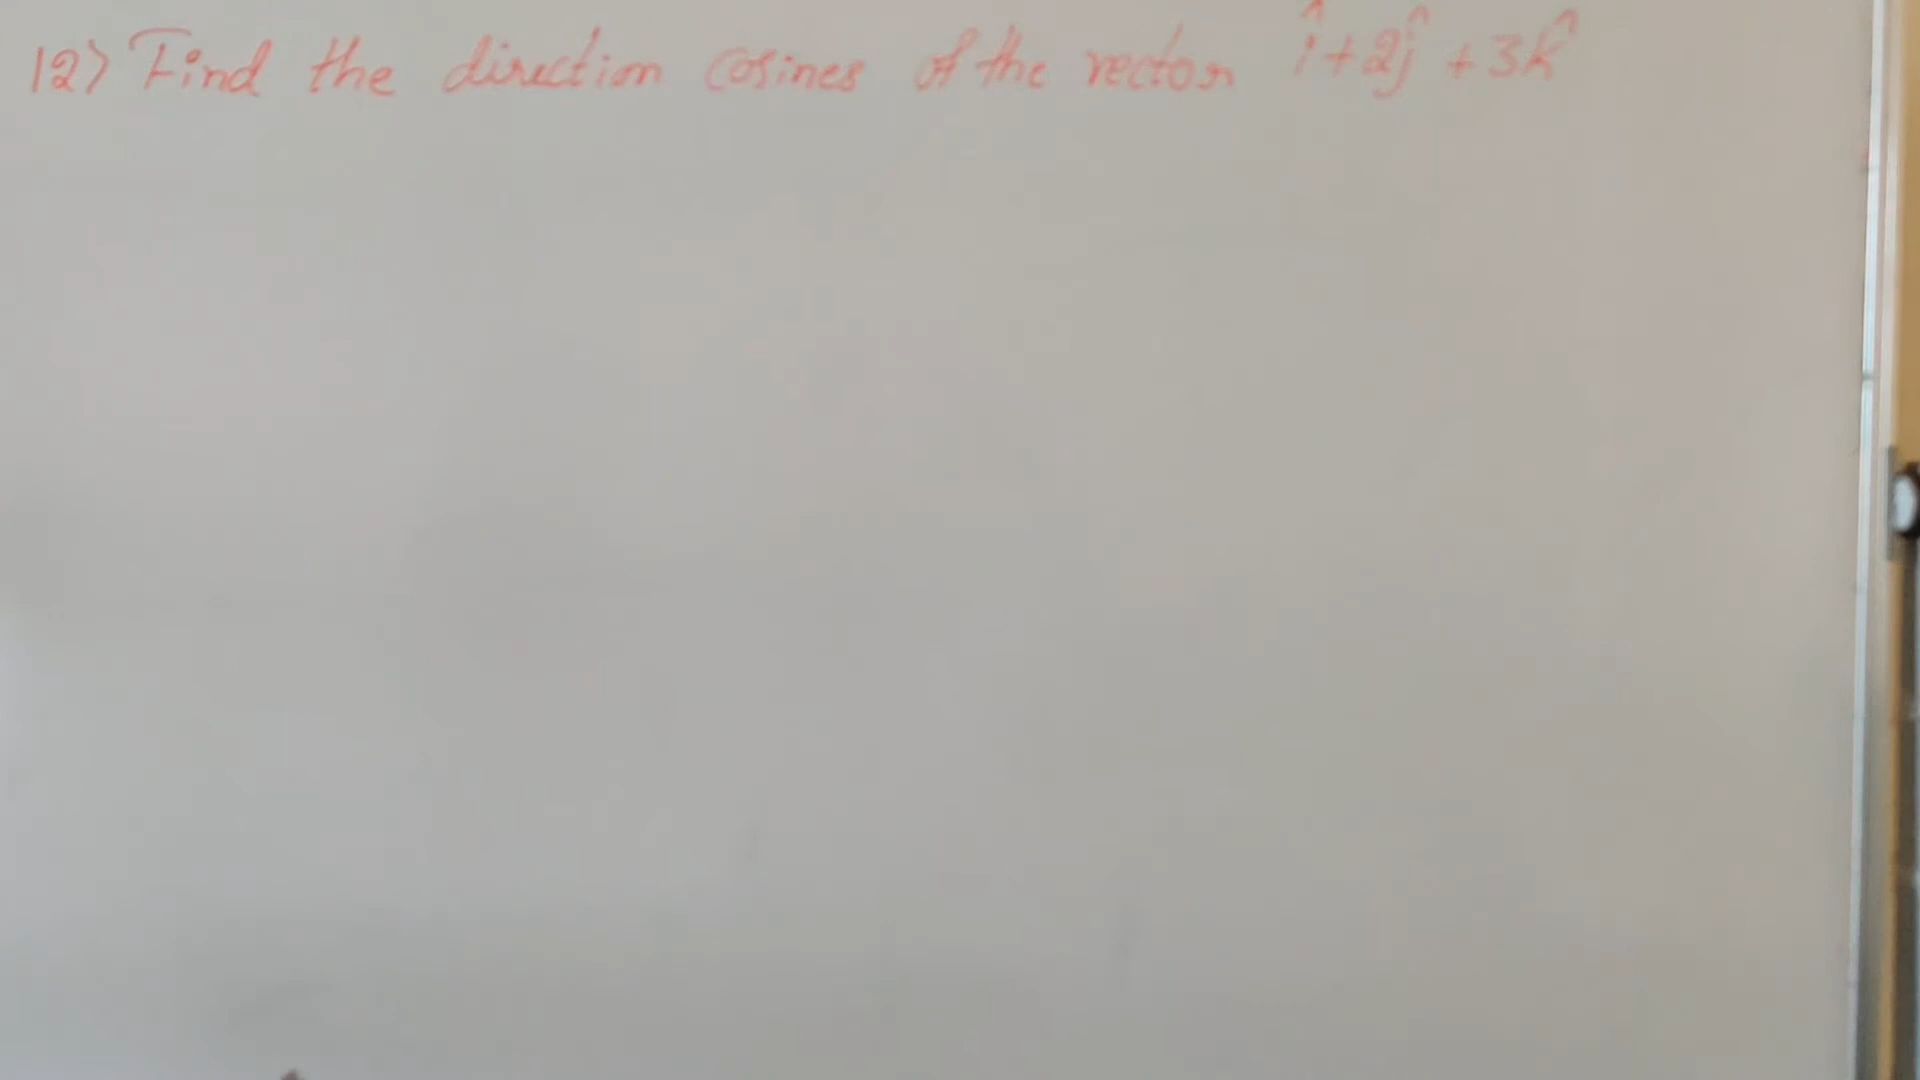 12) Find the direction cosines of the vector î + 2ĵ + 3k̂